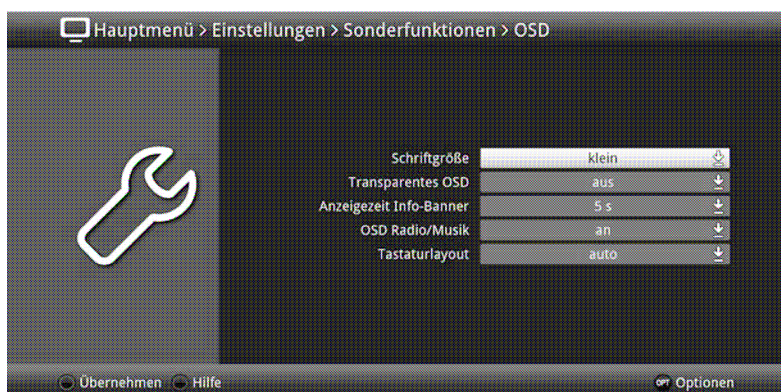 Hauptmenü > Einstellungen > Sonderfunktionen > OSD
Schriftgröße klein
Transparentes OSD aus
Anzeigezeit Info-Banner 5 s
OSD Radio/Musik an
Tastaturlayout auto
Übernehmen Hilfe OPT Optionen